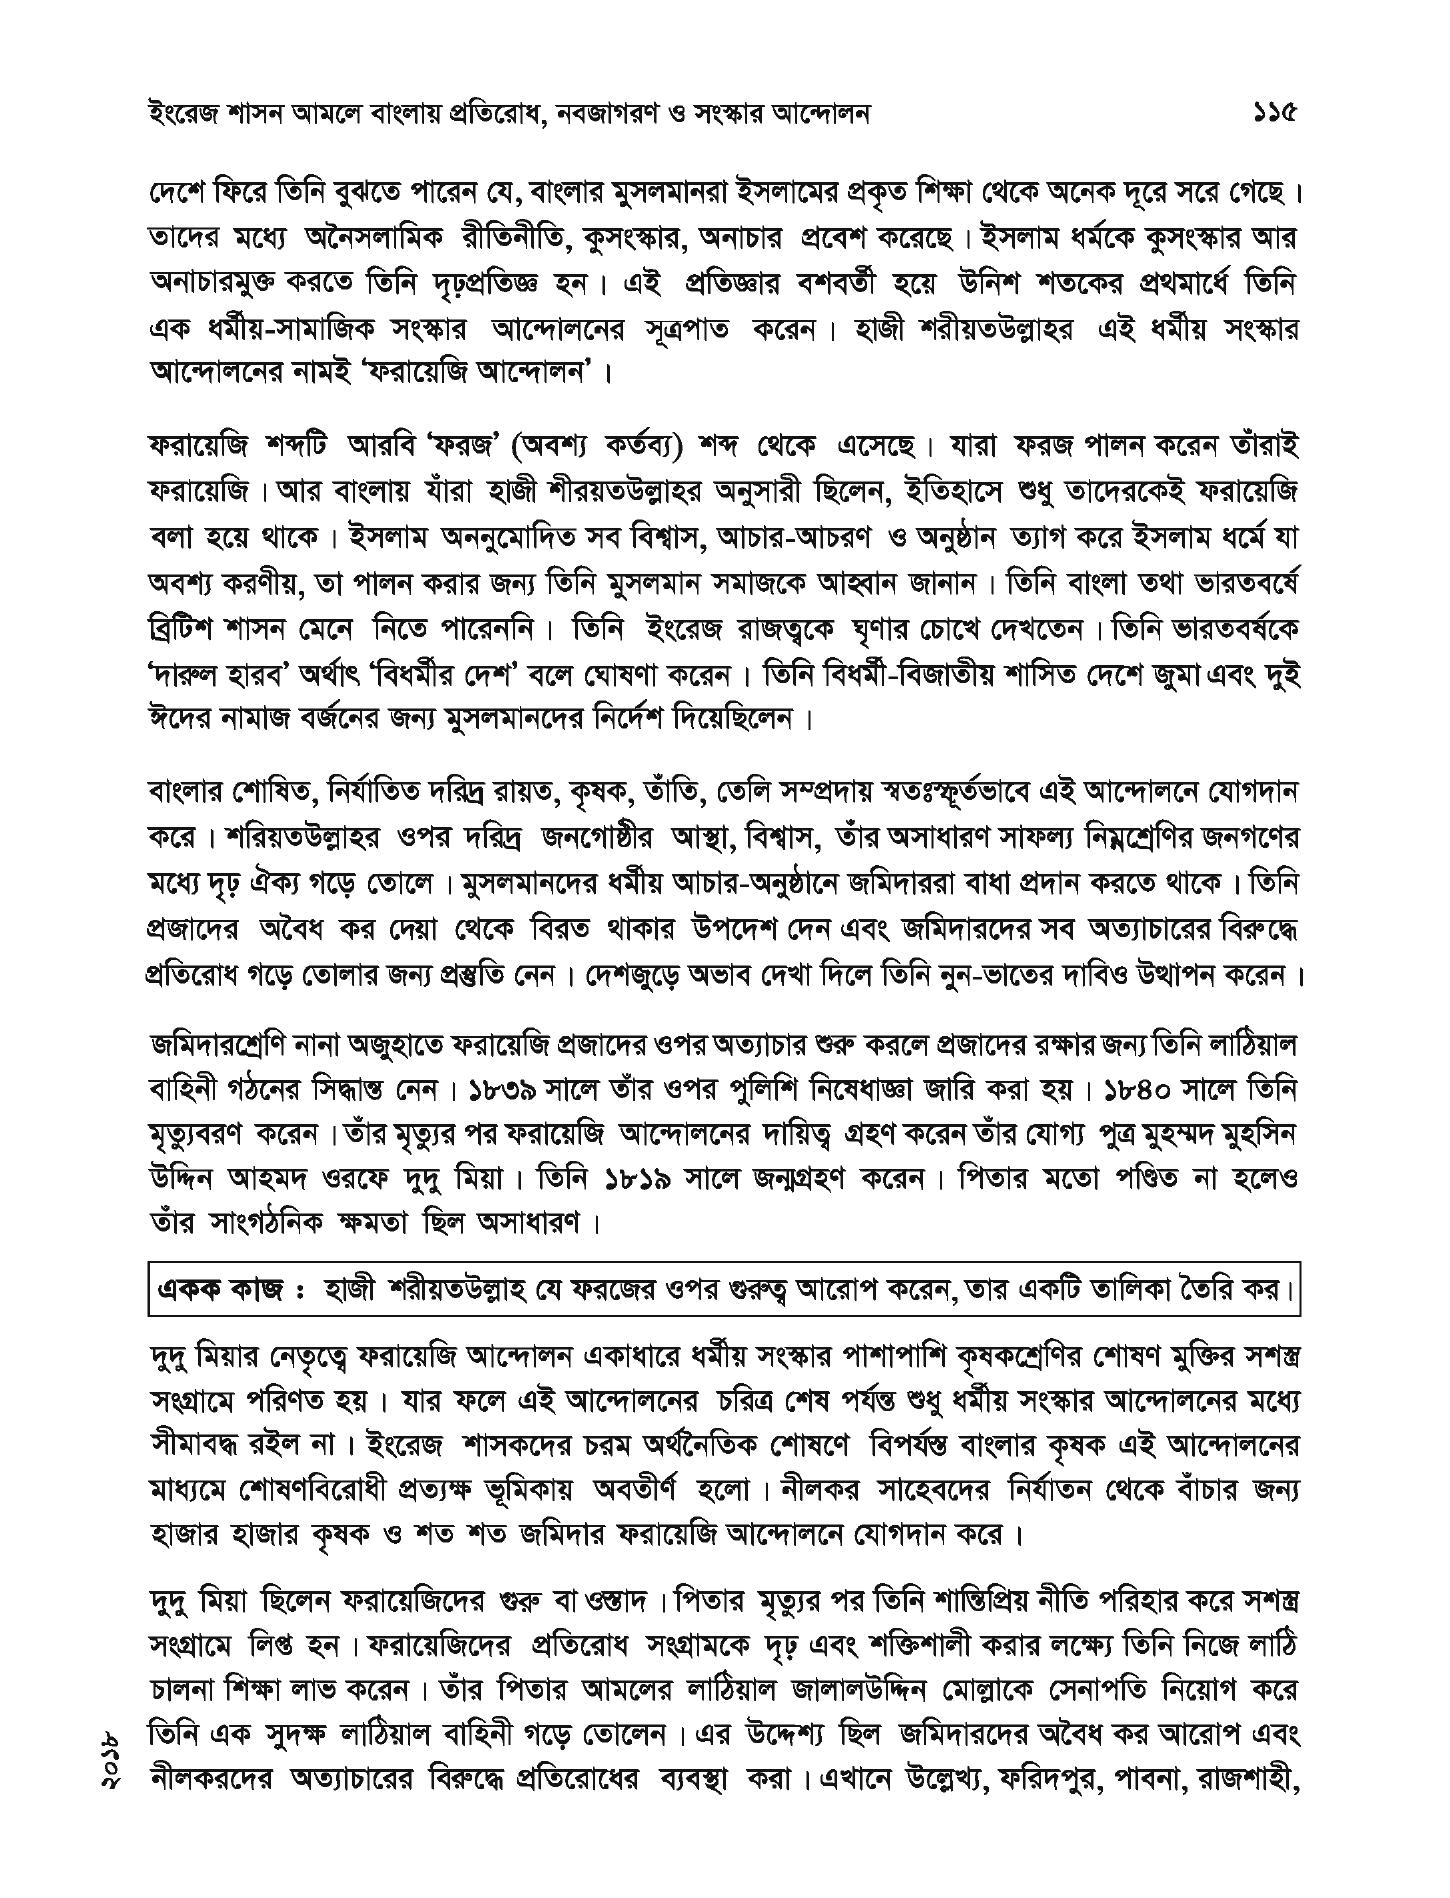 ইংরেজ শাসন আমলে বাংলায় প্রতিরোধ, নবজাগরণ ও সংস্কার আন্দোলন ১১৫
দেশে ফিরে তিনি বুঝতে পারেন যে, বাংলার মুসলমানরা ইসলামের প্রকৃত শিক্ষা থেকে অনেক দূরে সরে গেছে।
তাদের মধ্যে অনৈসলামিক রীতিনীতি, কুসংস্কার, অনাচার প্রবেশ করেছে। ইসলাম ধর্মকে কুসংস্কার আর
অনাচারমুক্ত করতে তিনি দৃঢ়প্রতিজ্ঞ হন। এই প্রতিজ্ঞার বশবর্তী হয়ে উনিশ শতকের প্রথমার্ধে তিনি
এক ধর্মীয়-সামাজিক সংস্কার আন্দোলনের সূত্রপাত করেন। হাজী শরীয়তউল্লাহর এই ধর্মীয় সংস্কার
আন্দোলনের নামই ‘ফরায়েজি আন্দোলন’।
ফরায়েজি শব্দটি আরবি ‘ফরজ’ (অবশ্য কর্তব্য) শব্দ থেকে এসেছে। যারা ফরজ পালন করেন তাঁরাই
ফরায়েজি। আর বাংলায় যাঁরা হাজী শীরয়তউল্লাহর অনুসারী ছিলেন, ইতিহাসে শুধু তাদেরকেই ফরায়েজি
বলা হয়ে থাকে। ইসলাম অননুমোদিত সব বিশ্বাস, আচার-আচরণ ও অনুষ্ঠান ত্যাগ করে ইসলাম ধর্মে যা
অবশ্য করণীয়, তা পালন করার জন্য তিনি মুসলমান সমাজকে আহ্বান জানান। তিনি বাংলা তথা ভারতবর্ষে
ব্রিটিশ শাসন মেনে নিতে পারেননি। তিনি ইংরেজ রাজত্বকে ঘৃণার চোখে দেখতেন। তিনি ভারতবর্ষকে
‘দারুল হারব’ অর্থাৎ ‘বিধর্মীর দেশ’ বলে ঘোষণা করেন। তিনি বিধর্মী-বিজাতীয় শাসিত দেশে জুমা এবং দুই
ঈদের নামাজ বর্জনের জন্য মুসলমানদের নির্দেশ দিয়েছিলেন।
বাংলার শোষিত, নির্যাতিত দরিদ্র রায়ত, কৃষক, তাঁতি, তেলি সম্প্রদায় স্বতঃস্ফূর্তভাবে এই আন্দোলনে যোগদান
করে। শরিয়তউল্লাহর ওপর দরিদ্র জনগোষ্ঠীর আস্থা, বিশ্বাস, তাঁর অসাধারণ সাফল্য নিম্নশ্রেণির জনগণের
মধ্যে দৃঢ় ঐক্য গড়ে তোলে। মুসলমানদের ধর্মীয় আচার-অনুষ্ঠানে জমিদাররা বাধা প্রদান করতে থাকে। তিনি
প্রজাদের অবৈধ কর দেয়া থেকে বিরত থাকার উপদেশ দেন এবং জমিদারদের সব অত্যাচারের বিরুদ্ধে
প্রতিরোধ গড়ে তোলার জন্য প্রস্তুতি নেন। দেশজুড়ে অভাব দেখা দিলে তিনি নুন-ভাতের দাবিও উত্থাপন করেন।
জমিদারশ্রেণি নানা অজুহাতে ফরায়েজি প্রজাদের ওপর অত্যাচার শুরু করলে প্রজাদের রক্ষার জন্য তিনি লাঠিয়াল
বাহিনী গঠনের সিদ্ধান্ত নেন। ১৮৩৯ সালে তাঁর ওপর পুলিশি নিষেধাজ্ঞা জারি করা হয়। ১৮৪০ সালে তিনি
মৃত্যুবরণ করেন। তাঁর মৃত্যুর পর ফরায়েজি আন্দোলনের দায়িত্ব গ্রহণ করেন তাঁর যোগ্য পুত্র মুহম্মদ মুহসিন
উদ্দিন আহমদ ওরফে দুদু মিয়া। তিনি ১৮১৯ সালে জন্মগ্রহণ করেন। পিতার মতো পণ্ডিত না হলেও
তাঁর সাংগঠনিক ক্ষমতা ছিল অসাধারণ।
একক কাজ : হাজী শরীয়তউল্লাহ যে ফরজের ওপর গুরুত্ব আরোপ করেন, তার একটি তালিকা তৈরি কর।
দুদু মিয়ার নেতৃত্বে ফরায়েজি আন্দোলন একাধারে ধর্মীয় সংস্কার পাশাপাশি কৃষকশ্রেণির শোষণ মুক্তির সশস্ত্র
সংগ্রামে পরিণত হয়। যার ফলে এই আন্দোলনের চরিত্র শেষ পর্যন্ত শুধু ধর্মীয় সংস্কার আন্দোলনের মধ্যে
সীমাবদ্ধ রইল না। ইংরেজ শাসকদের চরম অর্থনৈতিক শোষণে বিপর্যস্ত বাংলার কৃষক এই আন্দোলনের
মাধ্যমে শোষণবিরোধী প্রত্যক্ষ ভূমিকায় অবতীর্ণ হলো। নীলকর সাহেবদের নির্যাতন থেকে বাঁচার জন্য
হাজার হাজার কৃষক ও শত শত জমিদার ফরায়েজি আন্দোলনে যোগদান করে।
দুদু মিয়া ছিলেন ফরায়েজিদের গুরু বা ওস্তাদ। পিতার মৃত্যুর পর তিনি শান্তিপ্রিয় নীতি পরিহার করে সশস্ত্র
সংগ্রামে লিপ্ত হন। ফরায়েজিদের প্রতিরোধ সংগ্রামকে দৃঢ় এবং শক্তিশালী করার লক্ষ্যে তিনি নিজে লাঠি
চালনা শিক্ষা লাভ করেন। তাঁর পিতার আমলের লাঠিয়াল জালালউদ্দিন মোল্লাকে সেনাপতি নিয়োগ করে
তিনি এক সুদক্ষ লাঠিয়াল বাহিনী গড়ে তোলেন। এর উদ্দেশ্য ছিল জমিদারদের অবৈধ কর আরোপ এবং
নীলকরদের অত্যাচারের বিরুদ্ধে প্রতিরোধের ব্যবস্থা করা। এখানে উল্লেখ্য, ফরিদপুর, পাবনা, রাজশাহী,
২০১৮